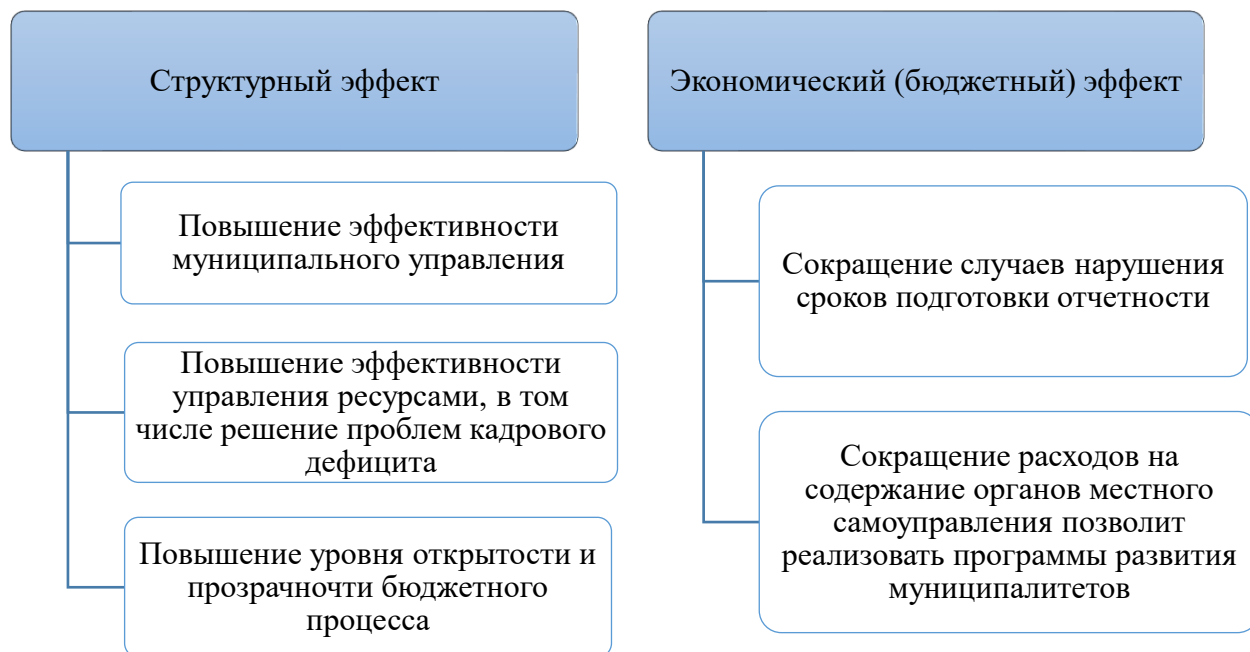 Структурный эффект
Повышение эффективности
муниципального управления
Повышение эффективности
управления ресурсами, в том
числе решение проблем кадрового
дефицита
Повышение уровня открытости и
прозрачночти бюджетного
процесса
Экономический (бюджетный) эффект
Сокращение случаев нарушения
сроков подготовки отчетности
Сокращение расходов на
содержание органов местного
самоуправления позволит
реализовать программы развития
муниципалитетов